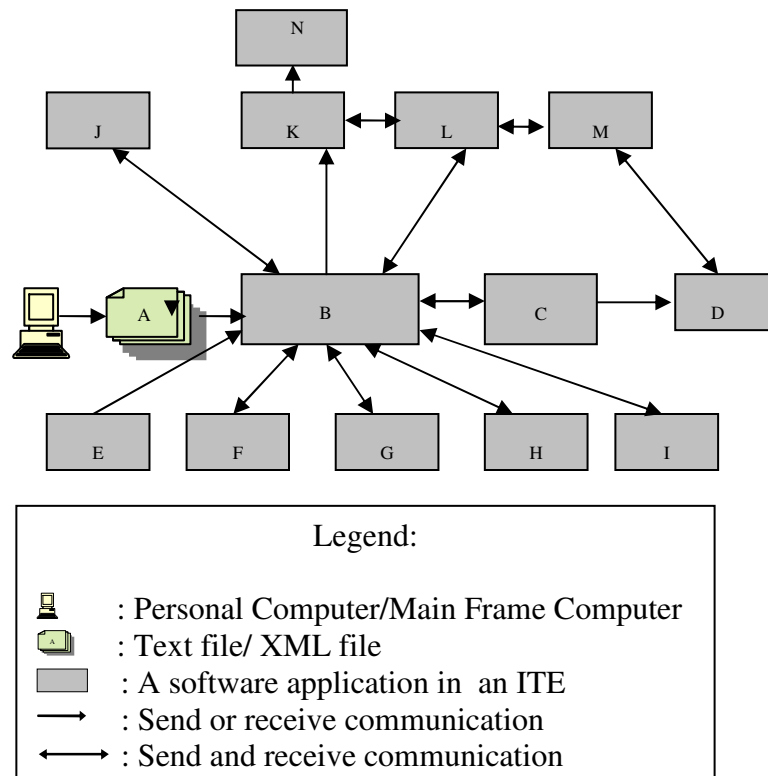 N
J
K
L
M
A
B
C
D
E
F
G
H
I
Legend:
A
: Personal Computer/Main Frame Computer
: Text file/ XML file
: A software application in  an ITE
: Send or receive communication
: Send and receive communication